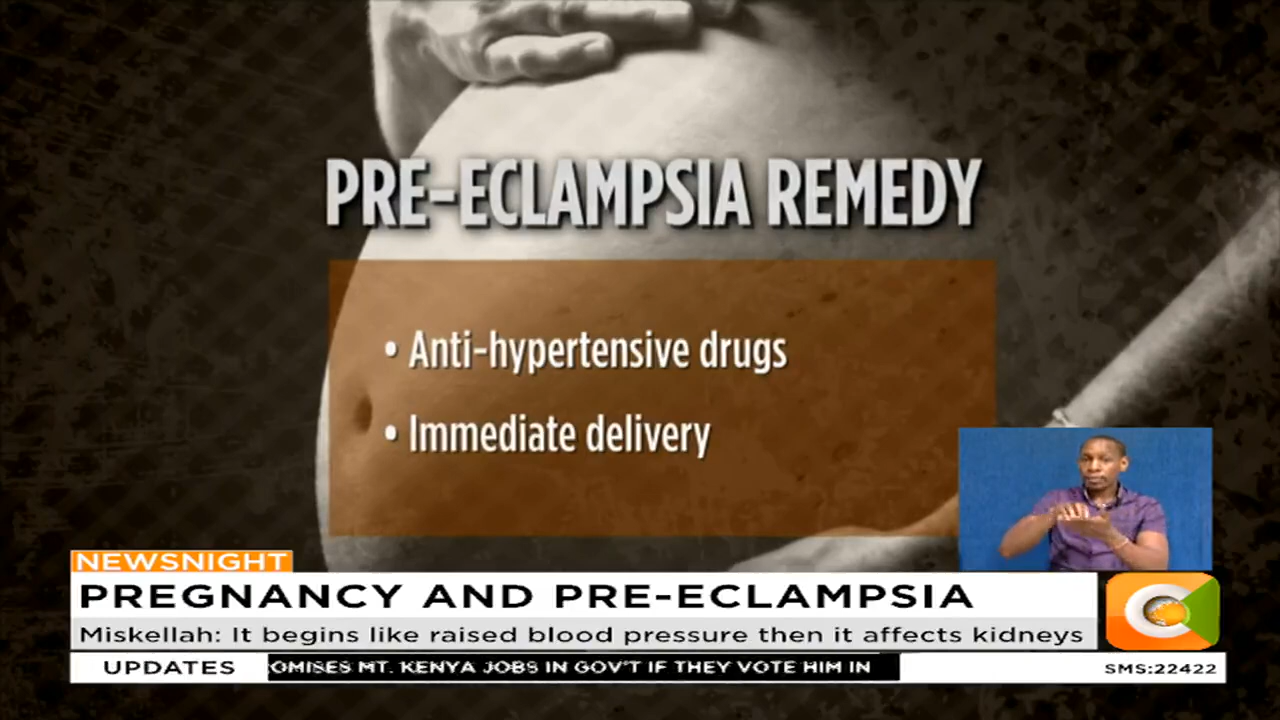 PRE-ECLAMPSIA REMEDY
• Anti-hypertensive drugs
• Immediate delivery
NEWSNIGHT
PREGNANCY AND PRE-ECLAMPSIA
Miskellah: It begins like raised blood pressure then it affects kidneys
UPDATES
OMISES MT. KENYA JOBS IN GOV'T IF THEY VOTE HIM IN
SMS:22422